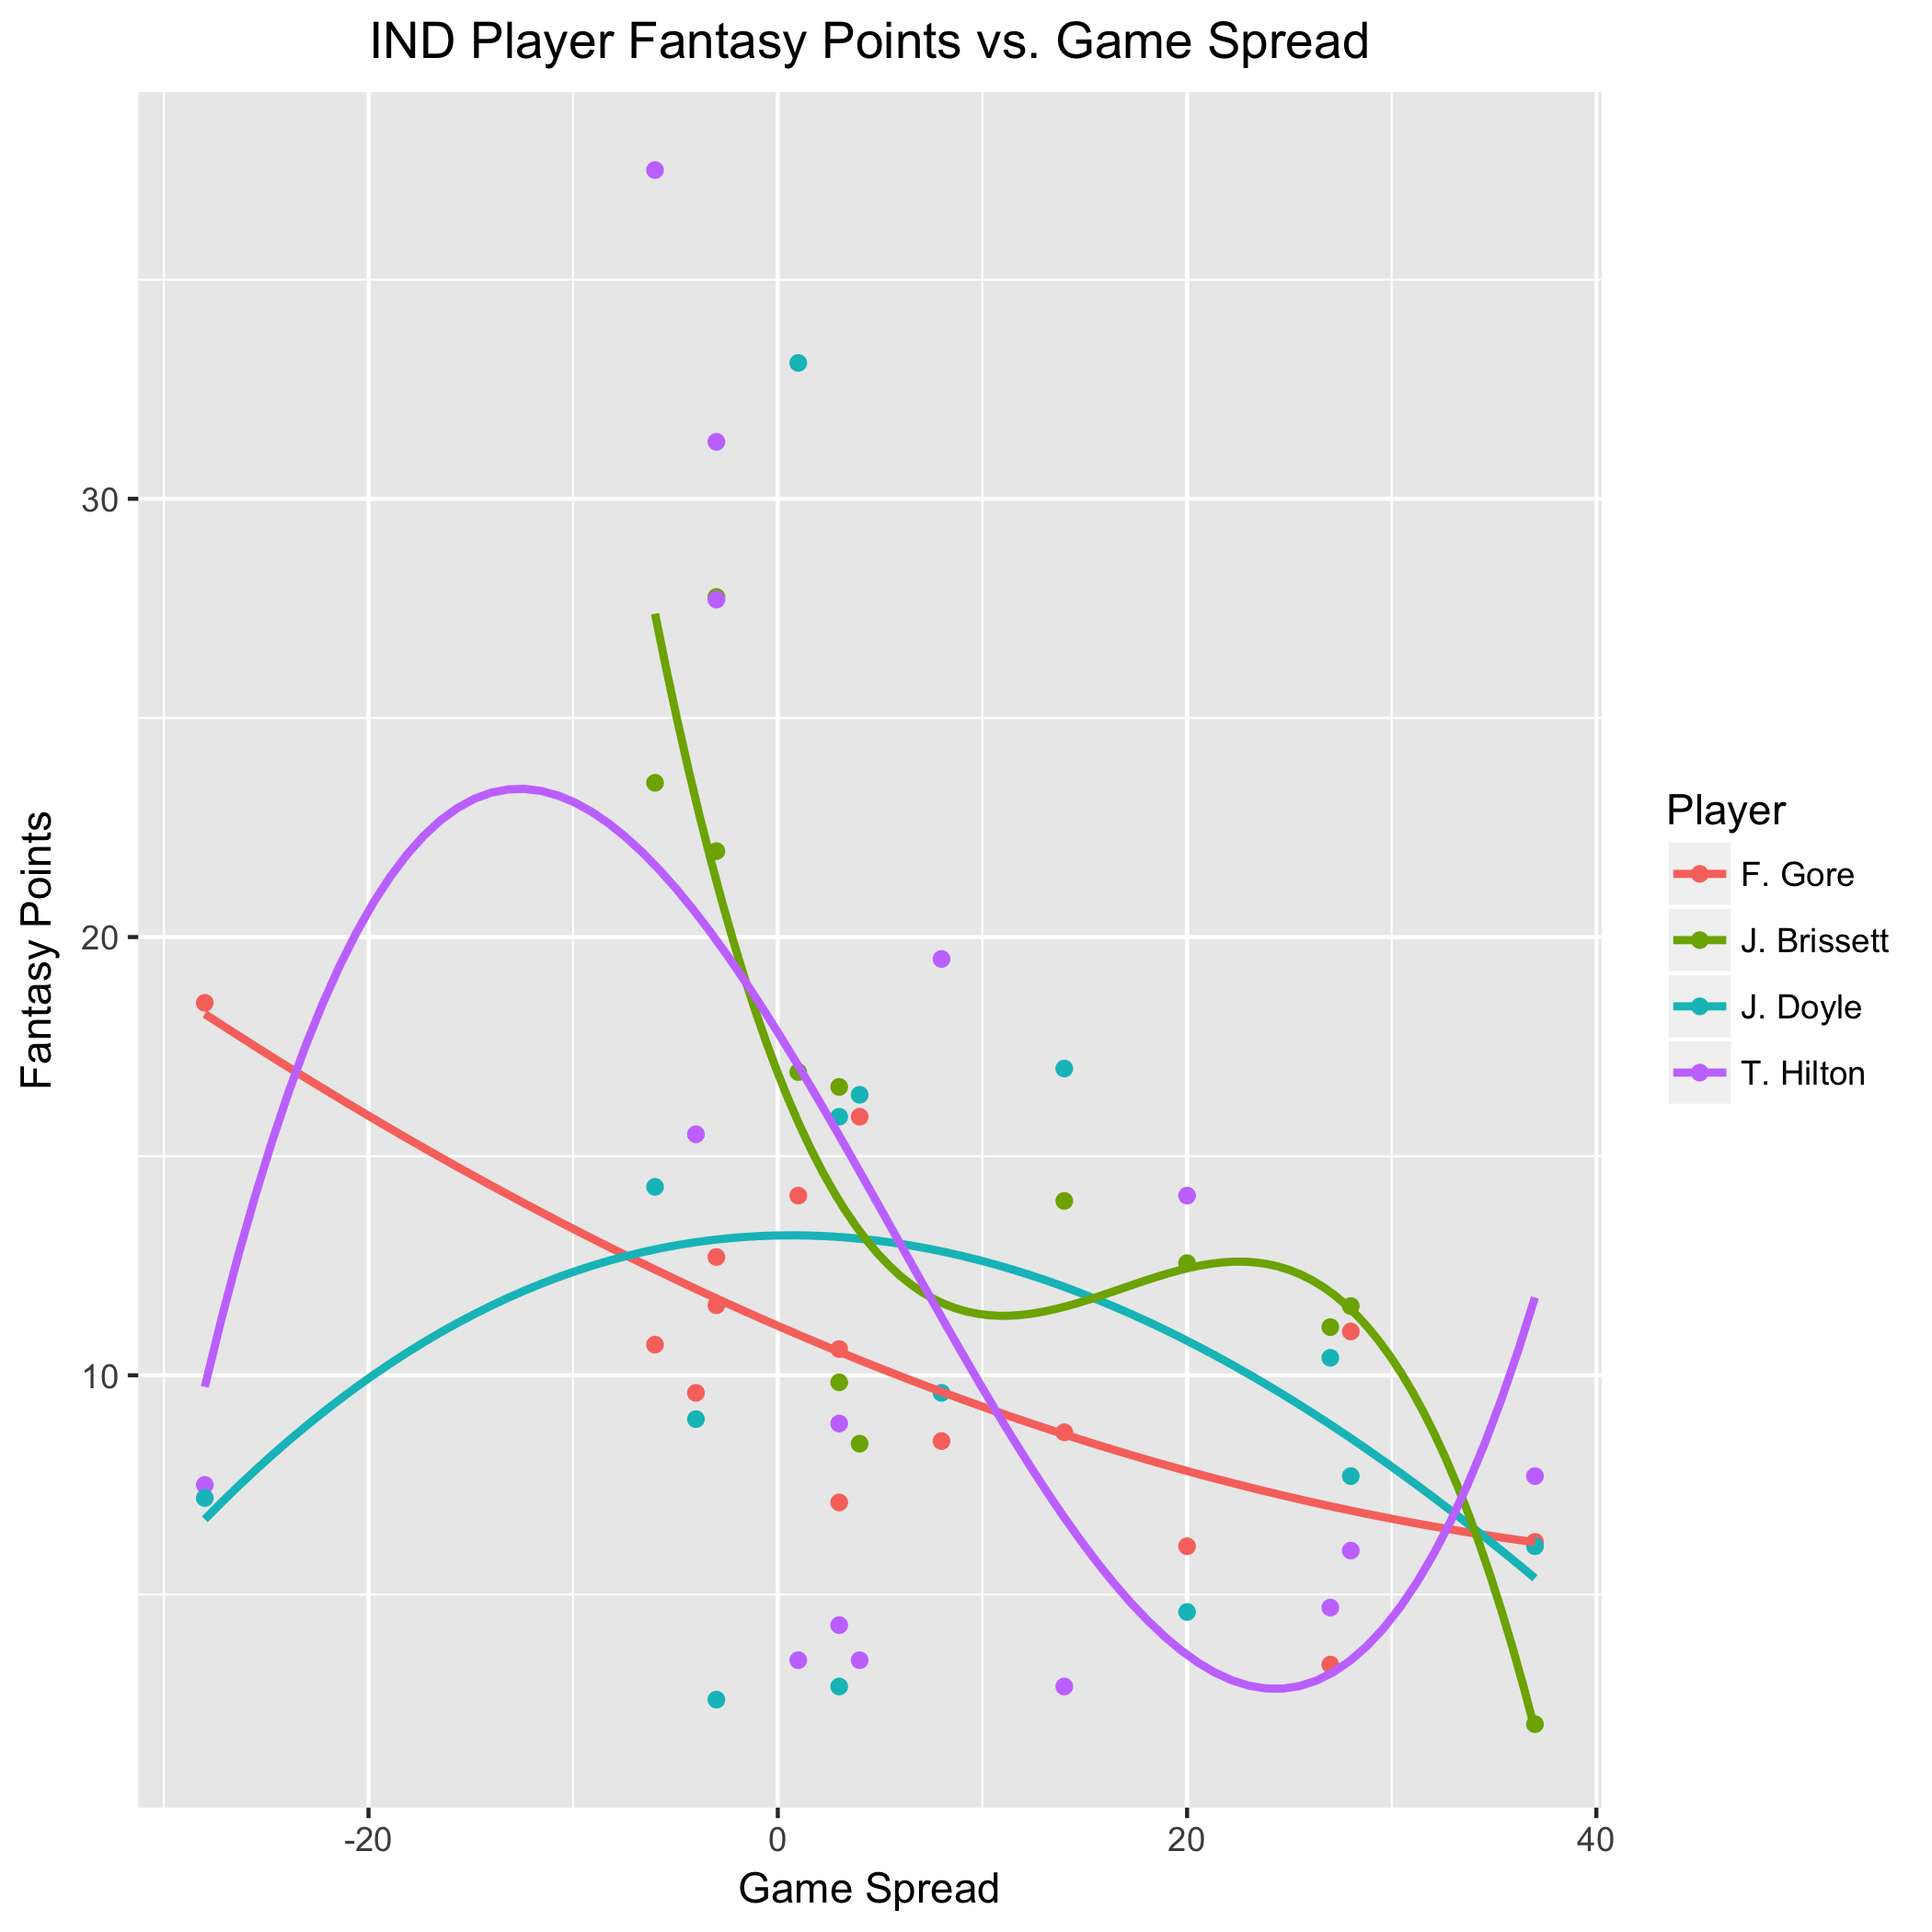 IND Player Fantasy Points vs. Game Spread
Fantasy Points
30
20
10
-20
0
20
40
Game Spread
Player
F. Gore
J. Brissett
J. Doyle
T. Hilton